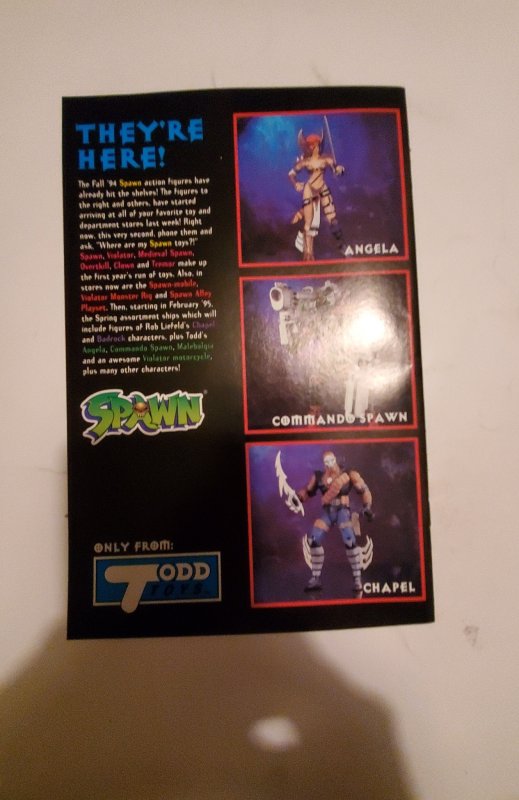 THEY'RE
HERE!
The Fall '94 Spawn action figures have
already hit the shelves! The figures to
the right and others, have started
arriving at all of your favorite toy and
department stores last week! Right
now, this very second, phone them and
ask, "Where are my Spawn toys?!"
Spawn, Violator, Medieval Spawn,
Overtkill, Clown and Tremor make up
the first year's run of toys. Also, in
stores now are the Spawn-mobile,
Violator Monster Rig and Spawn Alley
Playset. Then, starting in February '95,
the Spring assortment ships which will
include figures of Rob Liefeld's Chapel
and Badrock characters, plus Todd's
Angela, Commando Spawn, Malebolgia
and an awesome Violator motorcycle,
plus many other characters!
SPAWN
ONLY FROM:
TODD
TOYS
ANGELA
COMMANDO SPAWN
CHAPEL